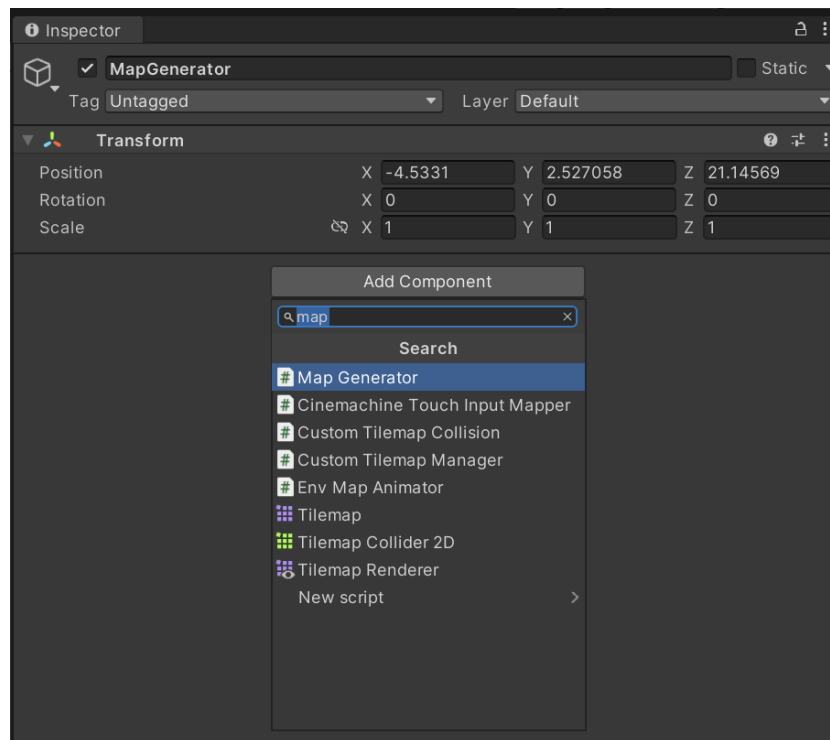 Inspector
MapGenerator Static
Tag Untagged Layer Default
Transform
Position X -4.5331 Y 2.527058 Z 21.14569
Rotation X 0 Y 0 Z 0
Scale X 1 Y 1 Z 1
Add Component
map
Search
Map Generator
Cinemachine Touch Input Mapper
Custom Tilemap Collision
Custom Tilemap Manager
Env Map Animator
Tilemap
Tilemap Collider 2D
Tilemap Renderer
New script